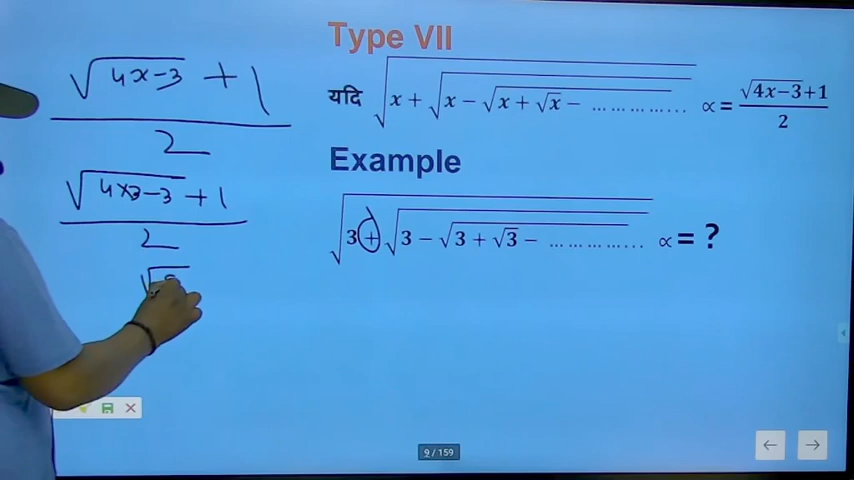 Type VII
यदि √x + √x − √x + √x − ………………. ∝ = √4x−3+1 / 2
Example
√3 + √3 − √3 + √3 − ………………. ∝ = ?
√4x−3 + 1
2
√4×3−3 + 1
2
√9
9 / 159